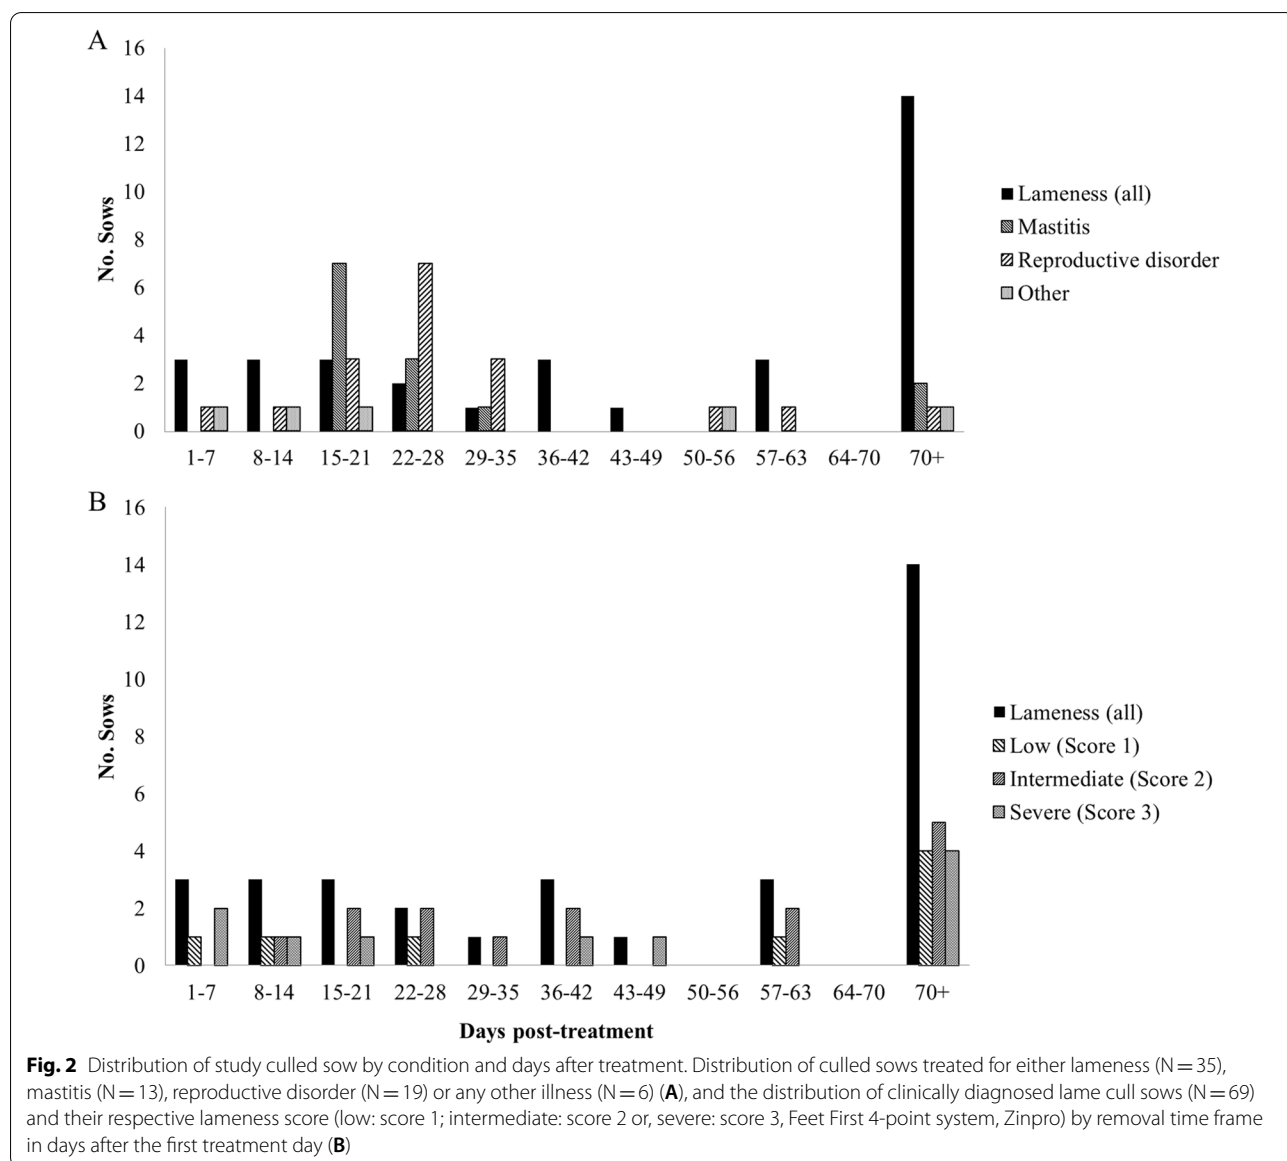 A
16
14
12
10
8
6
4
2
0
No. Sows
1-7 8-14 15-21 22-28 29-35 36-42 43-49 50-56 57-63 64-70 70+
Lameness (all)
Mastitis
Reproductive disorder
Other
B
16
14
12
10
8
6
4
2
0
No. Sows
1-7 8-14 15-21 22-28 29-35 36-42 43-49 50-56 57-63 64-70 70+
Days post-treatment
Lameness (all)
Low (Score 1)
Intermediate (Score 2)
Severe (Score 3)
Fig. 2 Distribution of study culled sow by condition and days after treatment. Distribution of culled sows treated for either lameness (N = 35),
mastitis (N = 13), reproductive disorder (N = 19) or any other illness (N = 6) (A), and the distribution of clinically diagnosed lame cull sows (N = 69)
and their respective lameness score (low: score 1; intermediate: score 2 or, severe: score 3, Feet First 4-point system, Zinpro) by removal time frame
in days after the first treatment day (B)